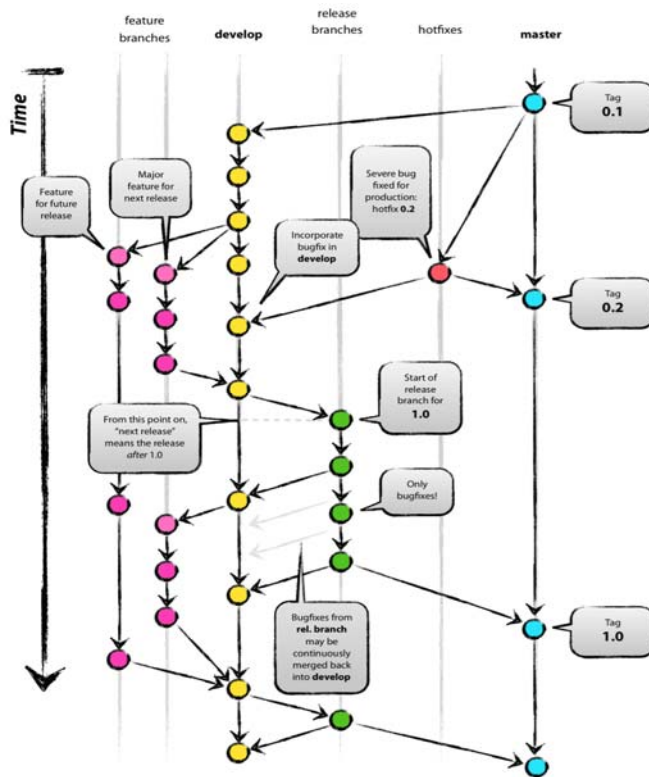 feature
branches
develop
release
branches
hotfixes
master
Time
Tag
0.1
Feature
for future
release
Major
feature for
next release
Severe bug
fixed for
production:
hotfix 0.2
Incorporate
bugfix in
develop
Tag
0.2
Start of
release
branch for
1.0
From this point on,
"next release"
means the release
after 1.0
Only
bugfixes!
Bugfixes from
rel. branch
may be
continuously
merged back
into develop
Tag
1.0